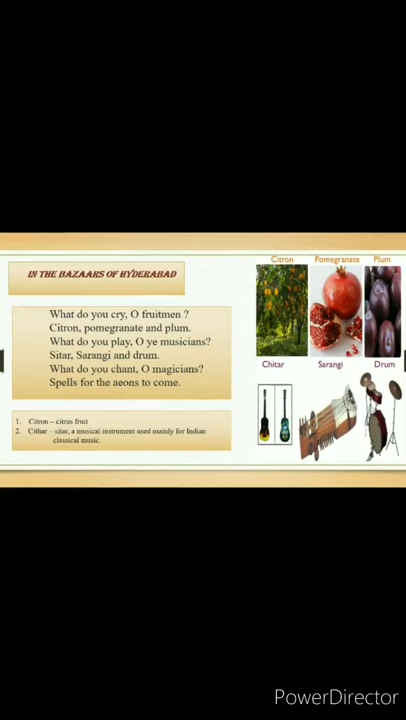 IN THE BAZAARS OF HYDERABAD
What do you cry, O fruitmen ?
Citron, pomegranate and plum.
What do you play, O ye musicians?
Sitar, Sarangi and drum.
What do you chant, O magicians?
Spells for the aeons to come.
1. Citron – citrus fruit
2. Cithar – sitar, a musical instrument used mainly for Indian
classical music.
Citron Pomegranate Plum
Chitar Sarangi Drum
PowerDirector